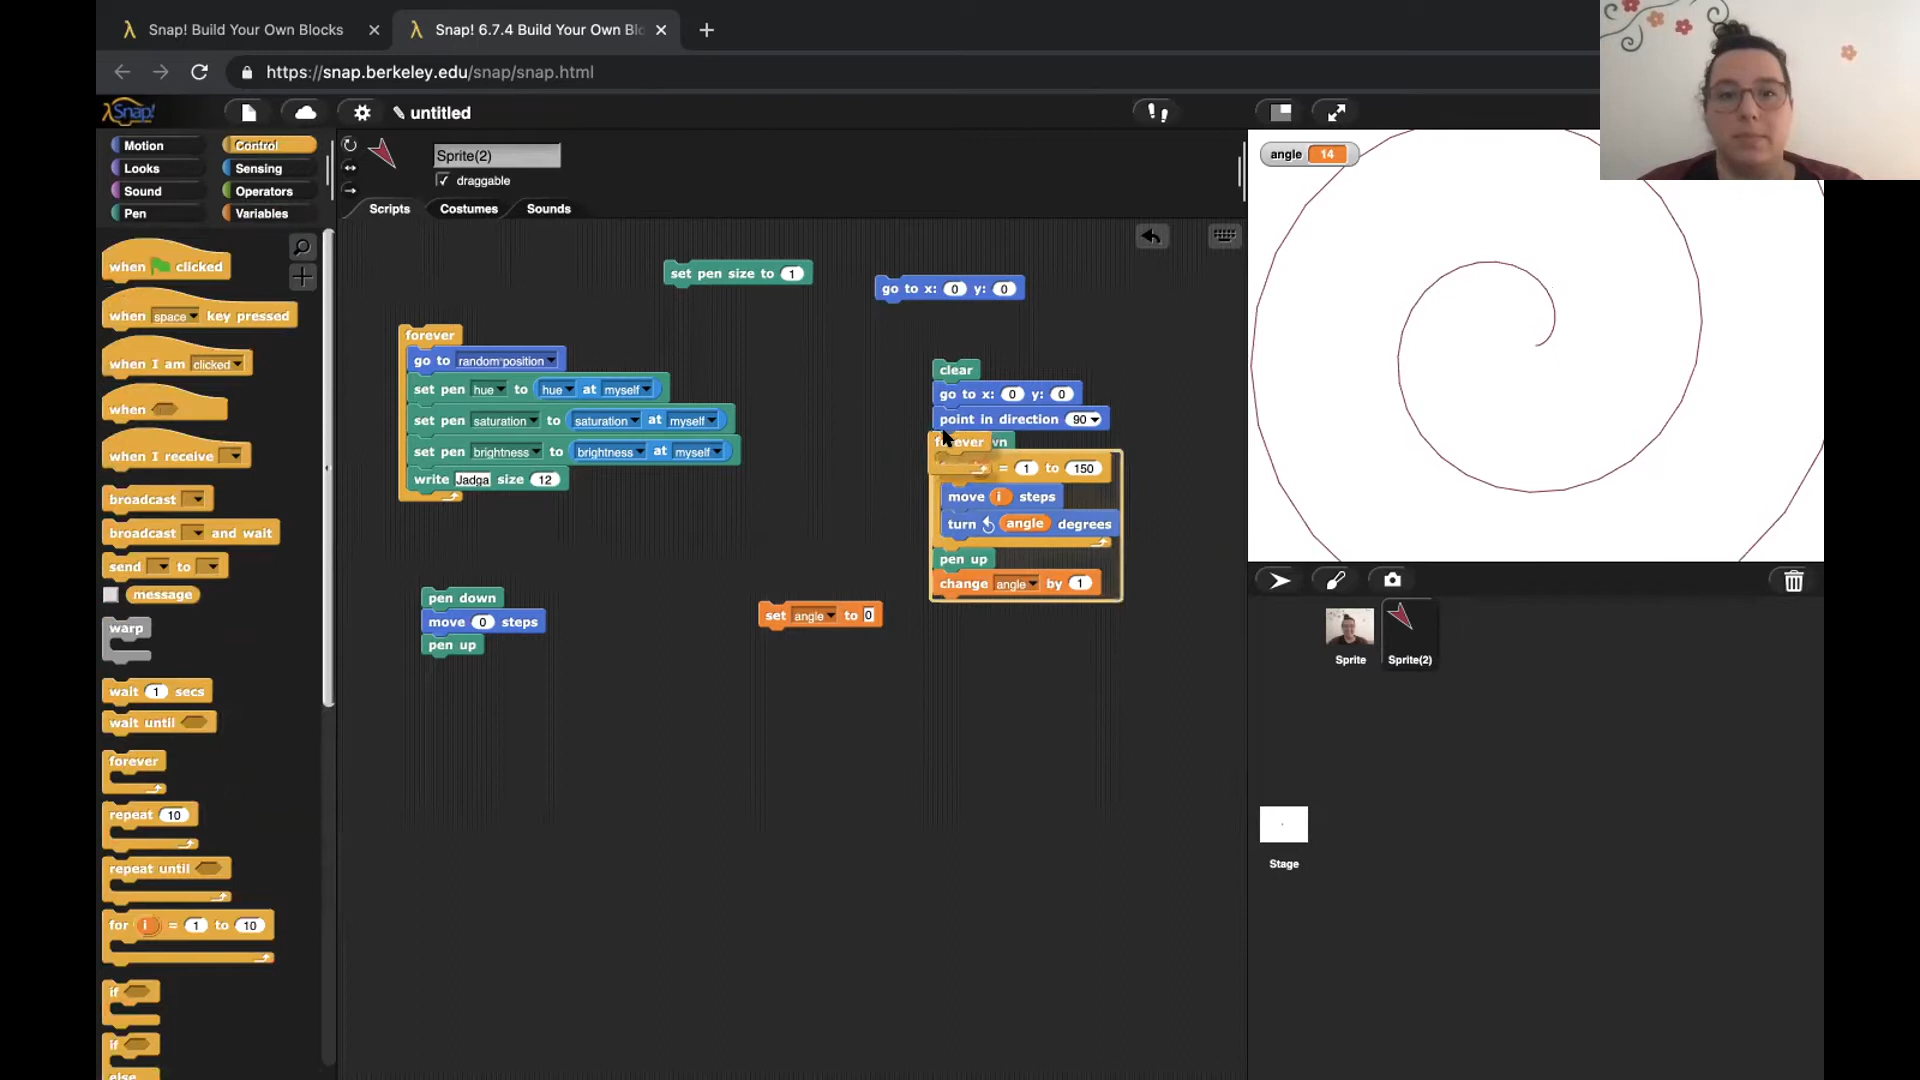 Snap! Build Your Own Blocks
Snap! 6.7.4 Build Your Own Blo
https://snap.berkeley.edu/snap/snap.html
Snap!
untitled
Motion
Control
Looks
Sensing
Sound
Operators
Pen
Variables
Sprite(2)
draggable
Scripts
Costumes
Sounds
when clicked
when space key pressed
when I am clicked
when
when I receive
broadcast
broadcast and wait
send to
message
warp
wait 1 secs
wait until
forever
repeat 10
repeat until
for i = 1 to 10
if
if
else
set pen size to 1
go to x: 0 y: 0
forever
go to random position
set pen hue to hue at myself
set pen saturation to saturation at myself
set pen brightness to brightness at myself
write Jadga size 12
pen down
move 0 steps
pen up
set angle to 0
clear
go to x: 0 y: 0
point in direction 90
forever wn
= 1 to 150
move i steps
turn angle degrees
pen up
change angle by 1
angle 14
Sprite
Sprite(2)
Stage